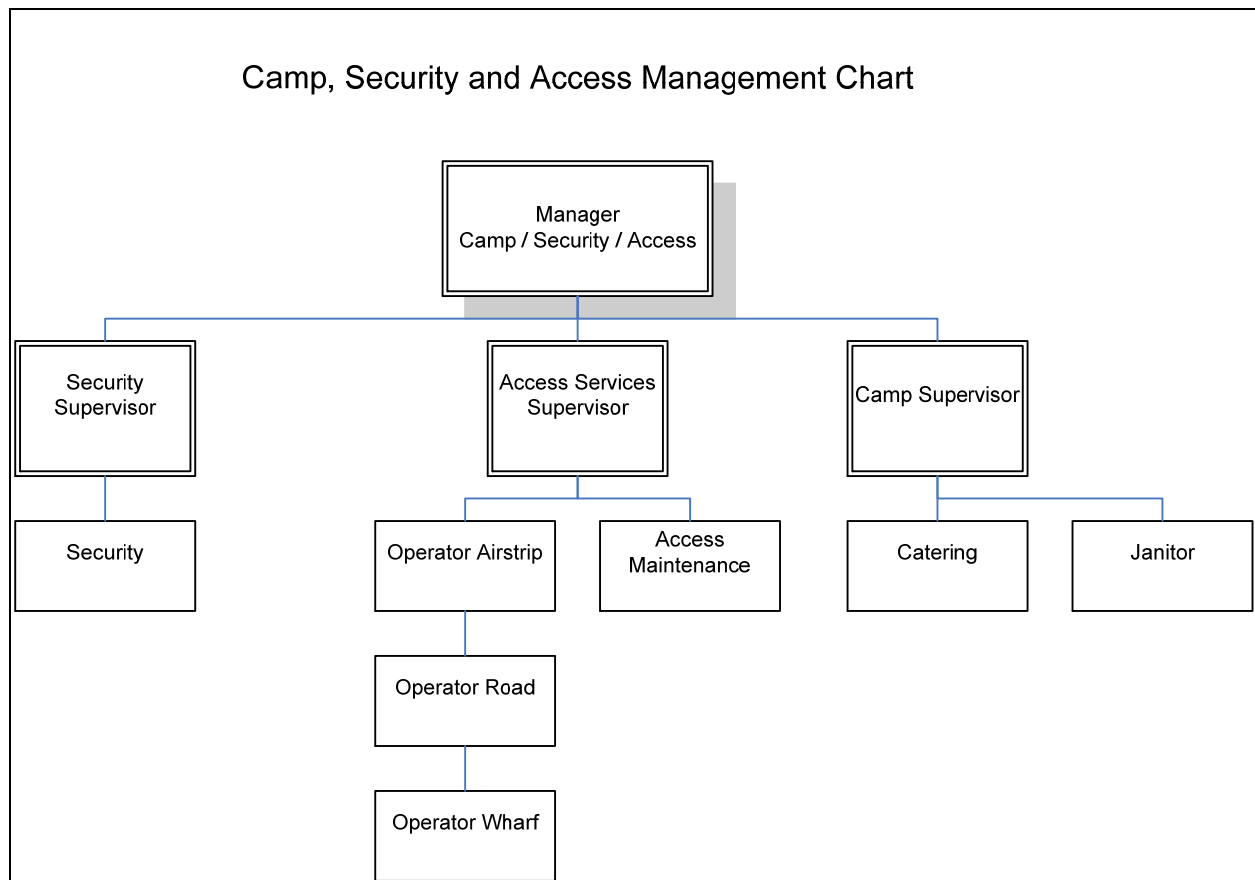 Camp, Security and Access Management Chart
Manager
Camp / Security / Access
Security
Supervisor
Access Services
Supervisor
Camp Supervisor
Security
Operator Airstrip
Access
Maintenance
Catering
Janitor
Operator Road
Operator Wharf